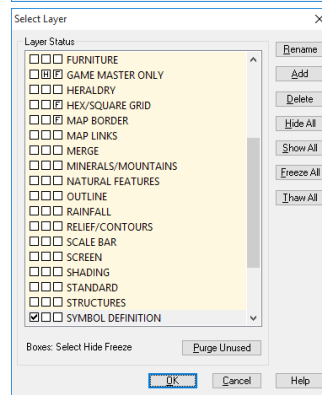 Select Layer
Layer Status
FURNITURE
H F GAME MASTER ONLY
HERALDRY
F HEX/SQUARE GRID
F MAP BORDER
MAP LINKS
MERGE
MINERALS/MOUNTAINS
NATURAL FEATURES
OUTLINE
RAINFALL
RELIEF/CONTOURS
SCALE BAR
SCREEN
SHADING
STANDARD
STRUCTURES
SYMBOL DEFINITION
Boxes: Select Hide Freeze
Purge Unused
Rename
Add
Delete
Hide All
Show All
Freeze All
Thaw All
OK
Cancel
Help